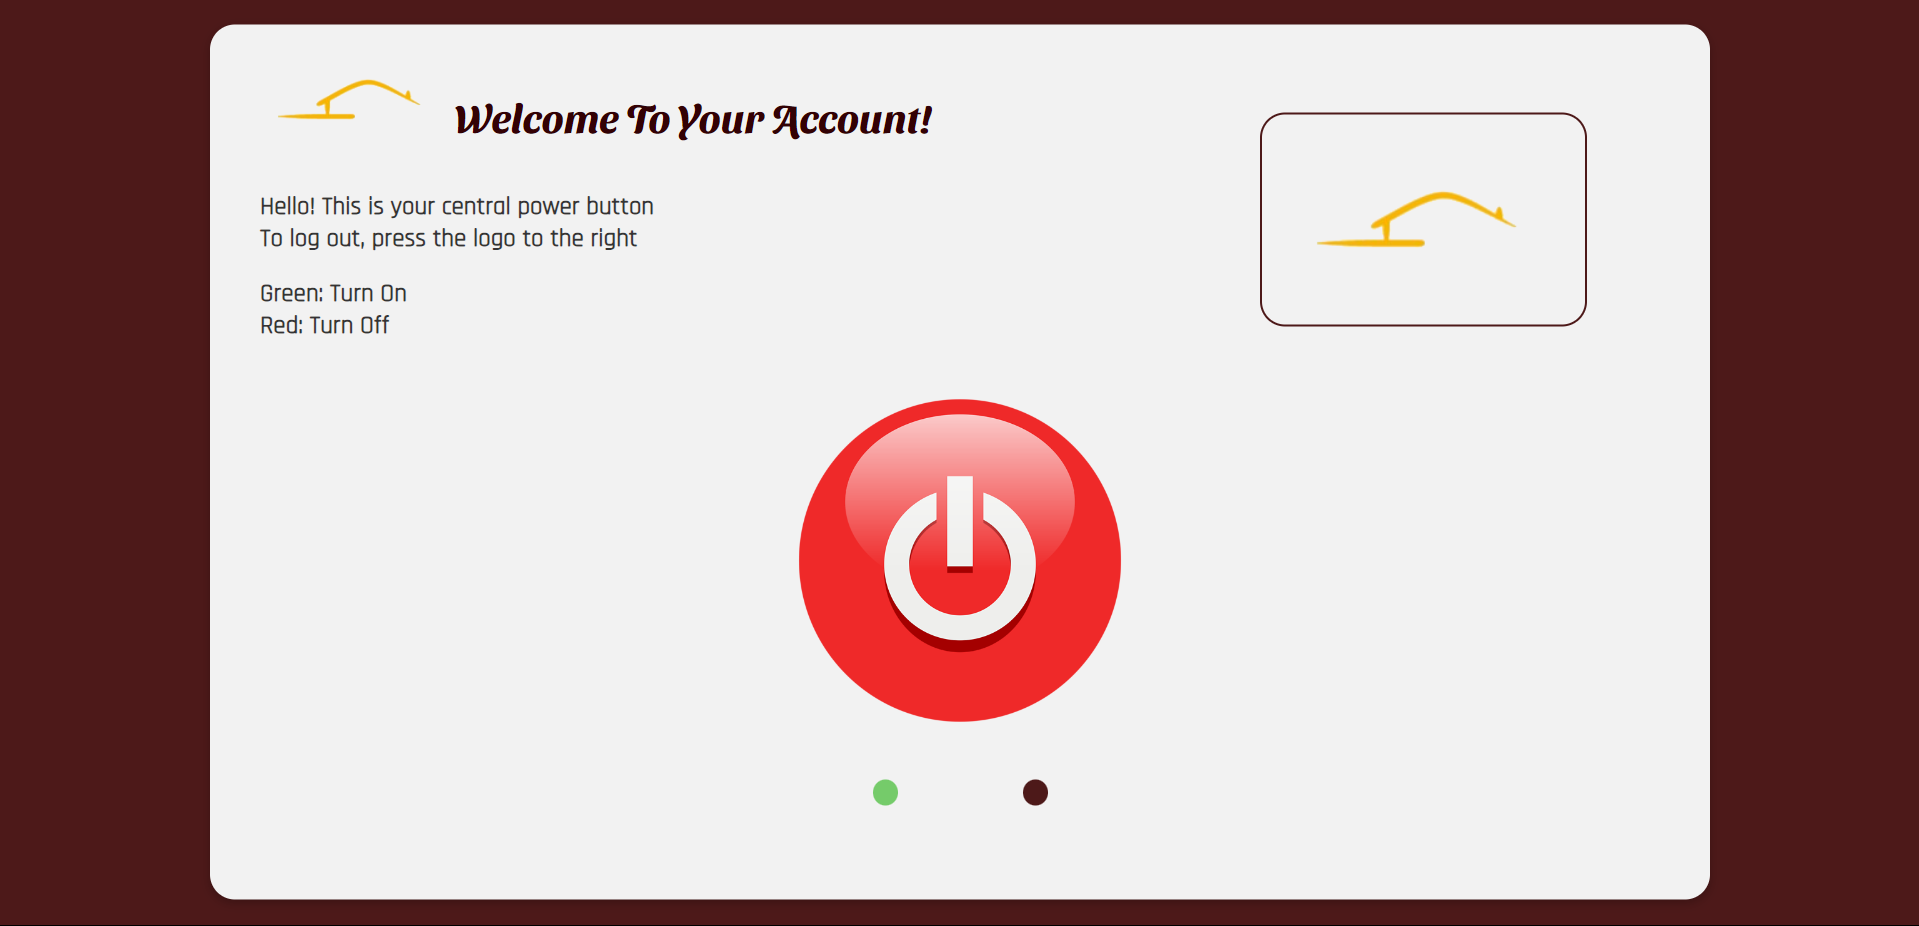 Welcome To Your Account!
Hello! This is your central power button
To log out, press the logo to the right
Green: Turn On
Red: Turn Off